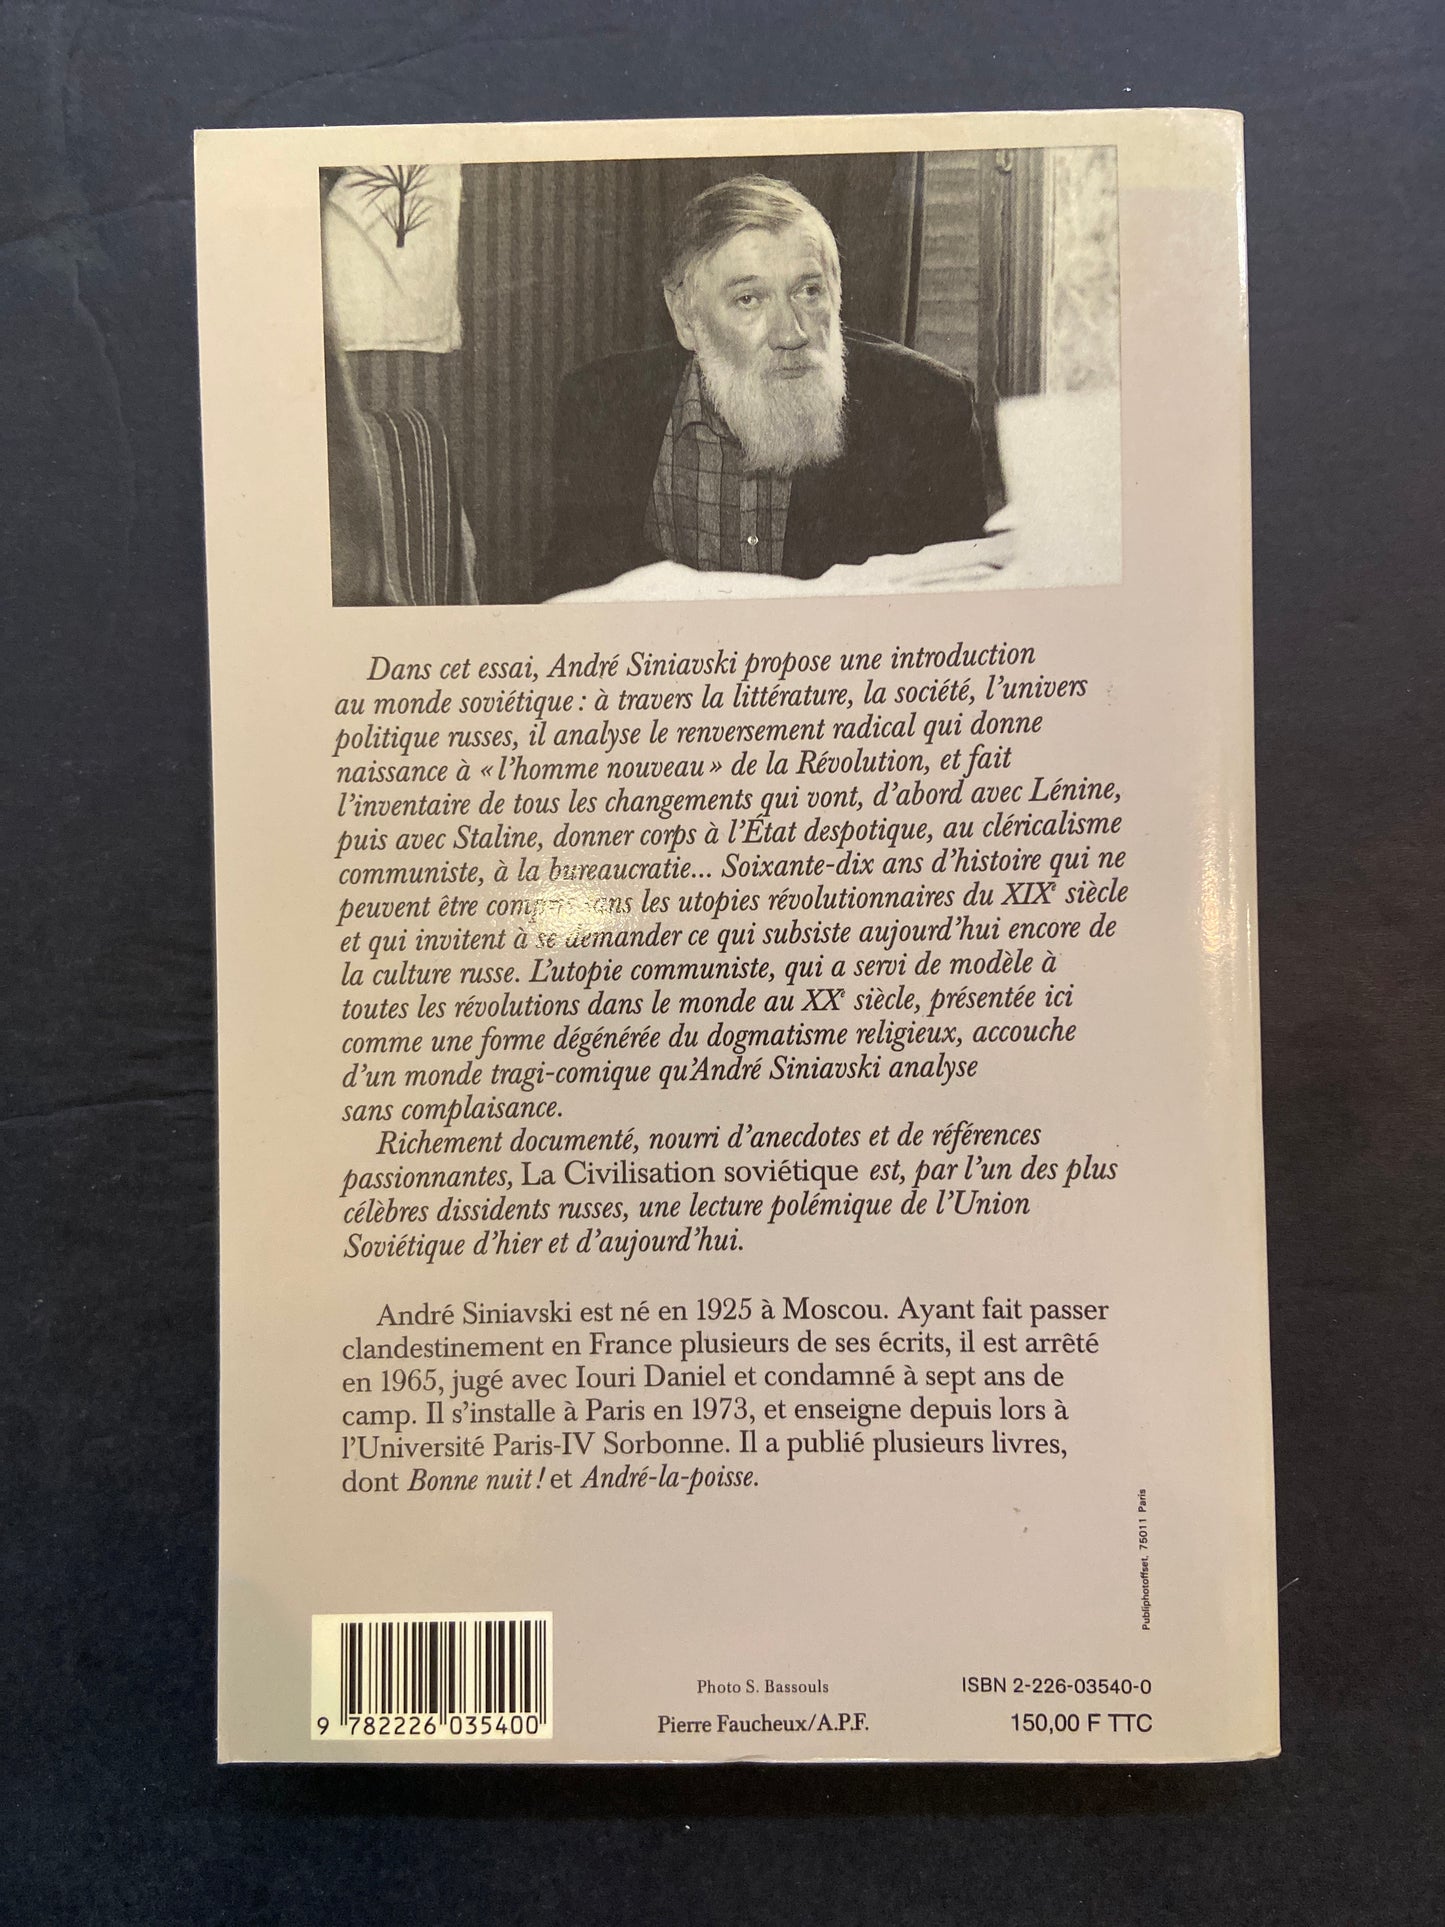 Dans cet essai, André Siniavski propose une introduction
au monde soviétique : à travers la littérature, la société, l'univers
politique russes, il analyse le renversement radical qui donne
naissance à « l'homme nouveau » de la Révolution, et fait
l'inventaire de tous les changements qui vont, d'abord avec Lénine,
puis avec Staline, donner corps à l'État despotique, au cléricalisme
communiste, à la bureaucratie... Soixante-dix ans d'histoire qui ne
peuvent être compris sans les utopies révolutionnaires du XIXe siècle
et qui invitent à se demander ce qui subsiste aujourd'hui encore de
la culture russe. L'utopie communiste, qui a servi de modèle à
toutes les révolutions dans le monde au XXe siècle, présentée ici
comme une forme dégénérée du dogmatisme religieux, accouche
d'un monde tragi-comique qu'André Siniavski analyse
sans complaisance.
Richement documenté, nourri d'anecdotes et de références
passionnantes, La Civilisation soviétique est, par l'un des plus
célèbres dissidents russes, une lecture polémique de l'Union
Soviétique d'hier et d'aujourd'hui.
André Siniavski est né en 1925 à Moscou. Ayant fait passer
clandestinement en France plusieurs de ses écrits, il est arrêté
en 1965, jugé avec Iouri Daniel et condamné à sept ans de
camp. Il s'installe à Paris en 1973, et enseigne depuis lors à
l'Université Paris-IV Sorbonne. Il a publié plusieurs livres,
dont Bonne nuit ! et André-la-poisse.
Publiphotoffset. 75011 Paris
9 782226 035400
Photo S. Bassouls
Pierre Faucheux/A.P.F.
ISBN 2-226-03540-0
150,00 F TTC